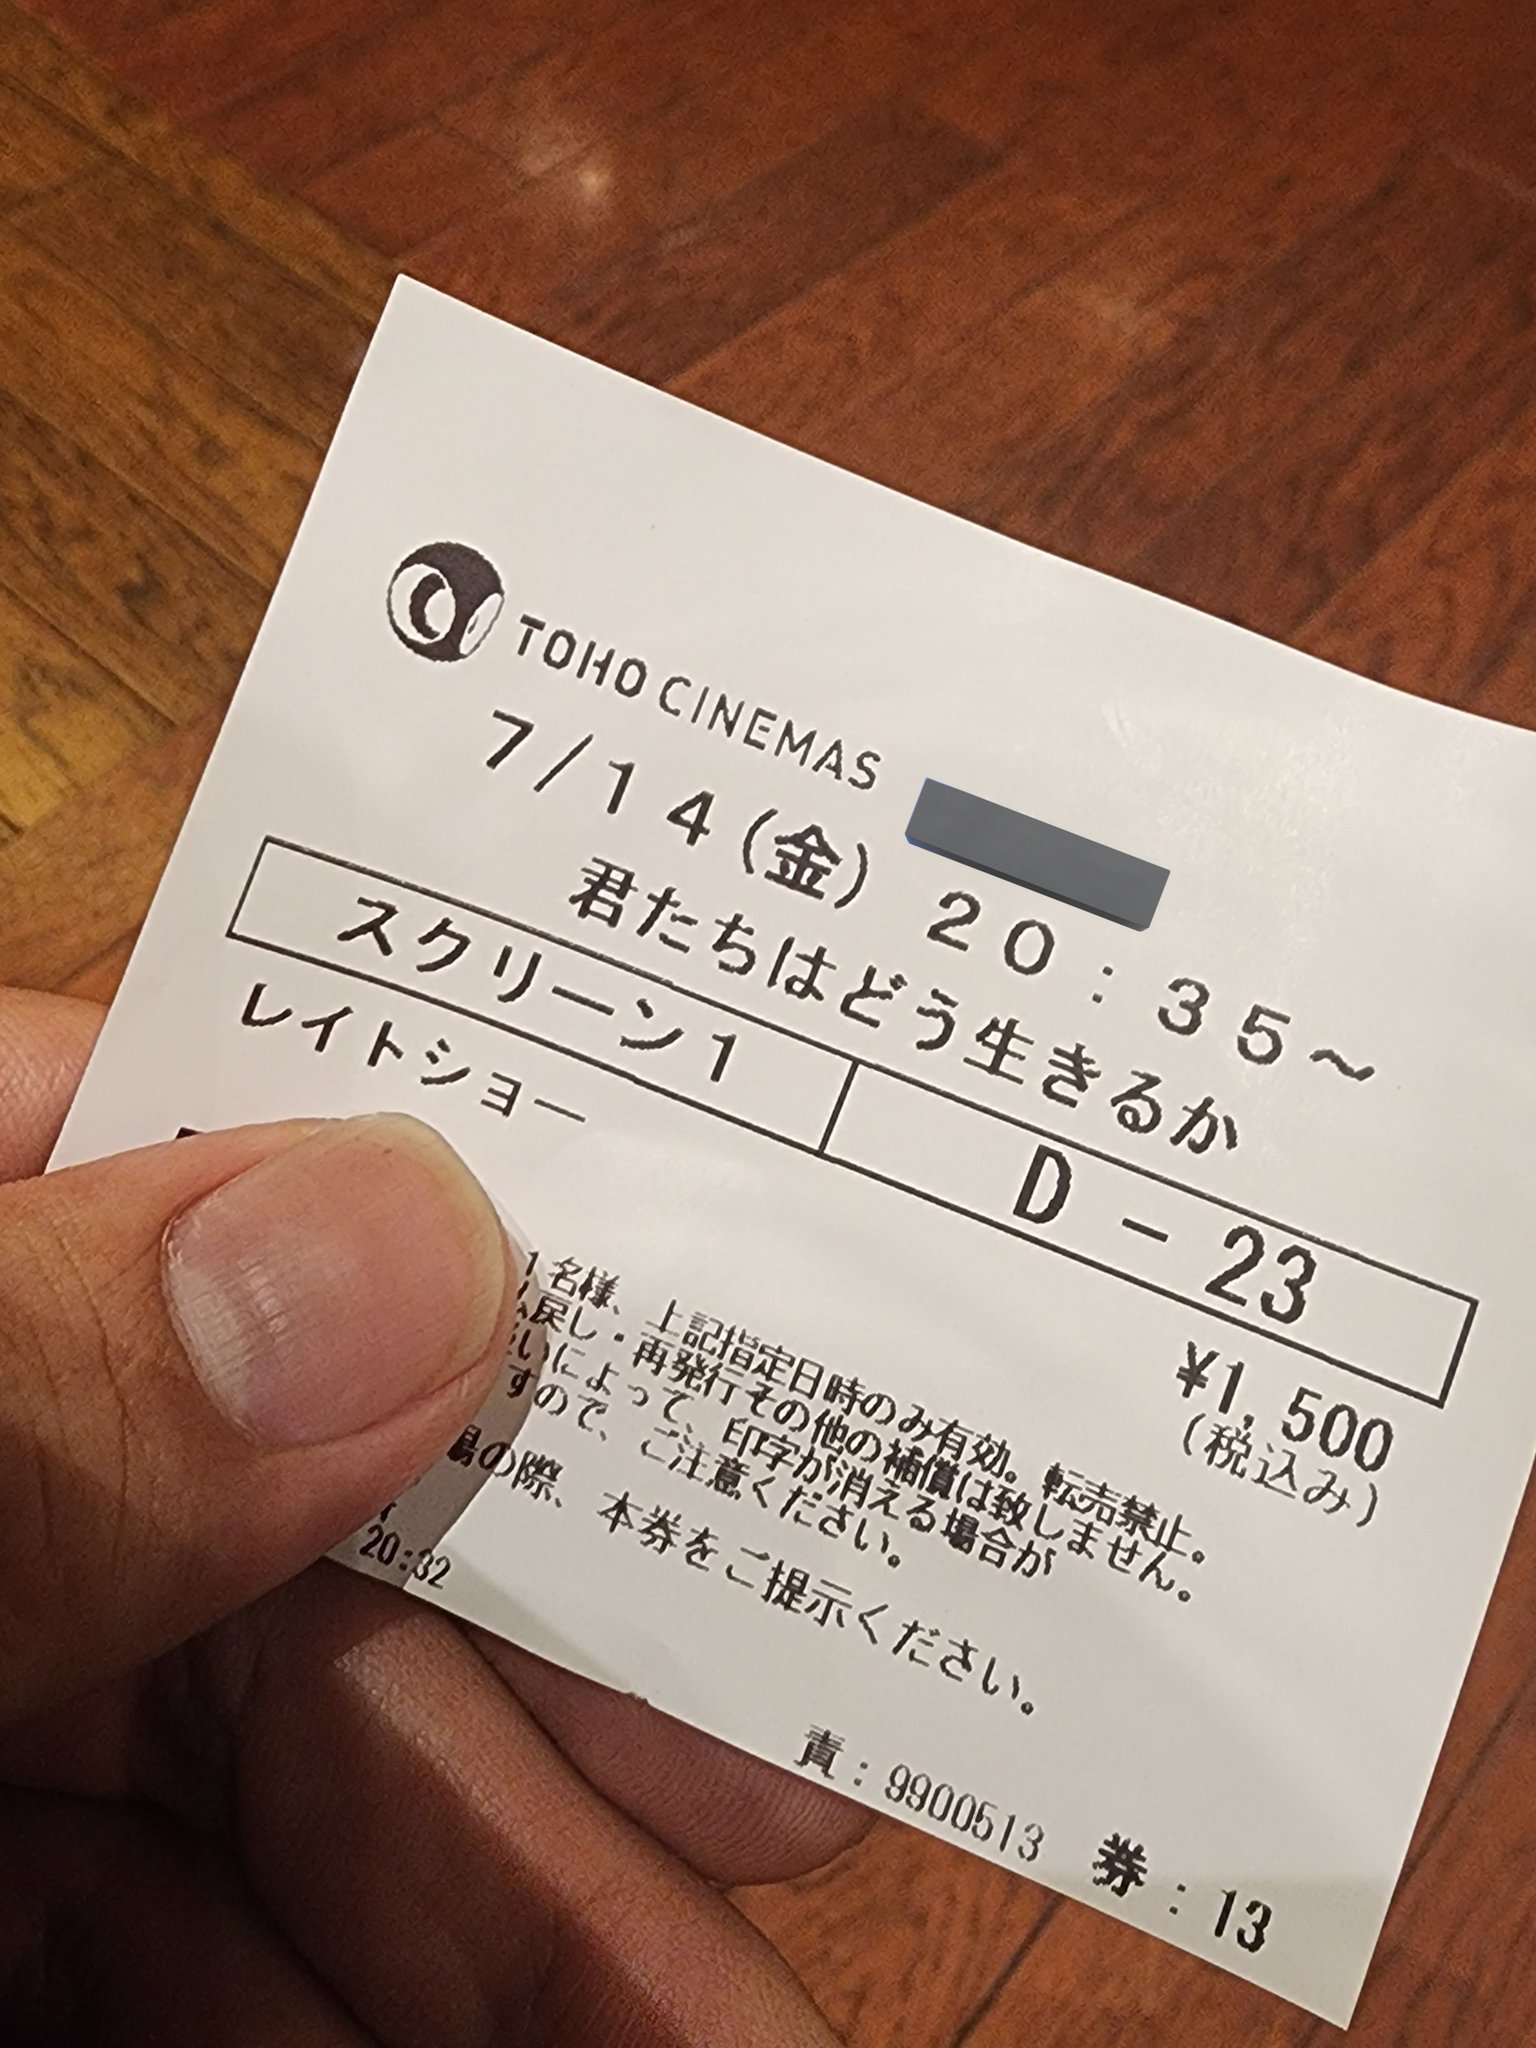 TOHO CINEMAS
7/14(金) 20:35~
君たちはどう生きるか
スクリーン1 D-23
レイトショー ¥1,500
(税込み)
1名様、上記指定日時のみ有効。転売禁止。
戻し・再発行その他の補償は致しません。
いによって、印字が消える場合が
すので、ご注意ください。
の際、本券をご提示ください。
20:32 責:9900513 券:13